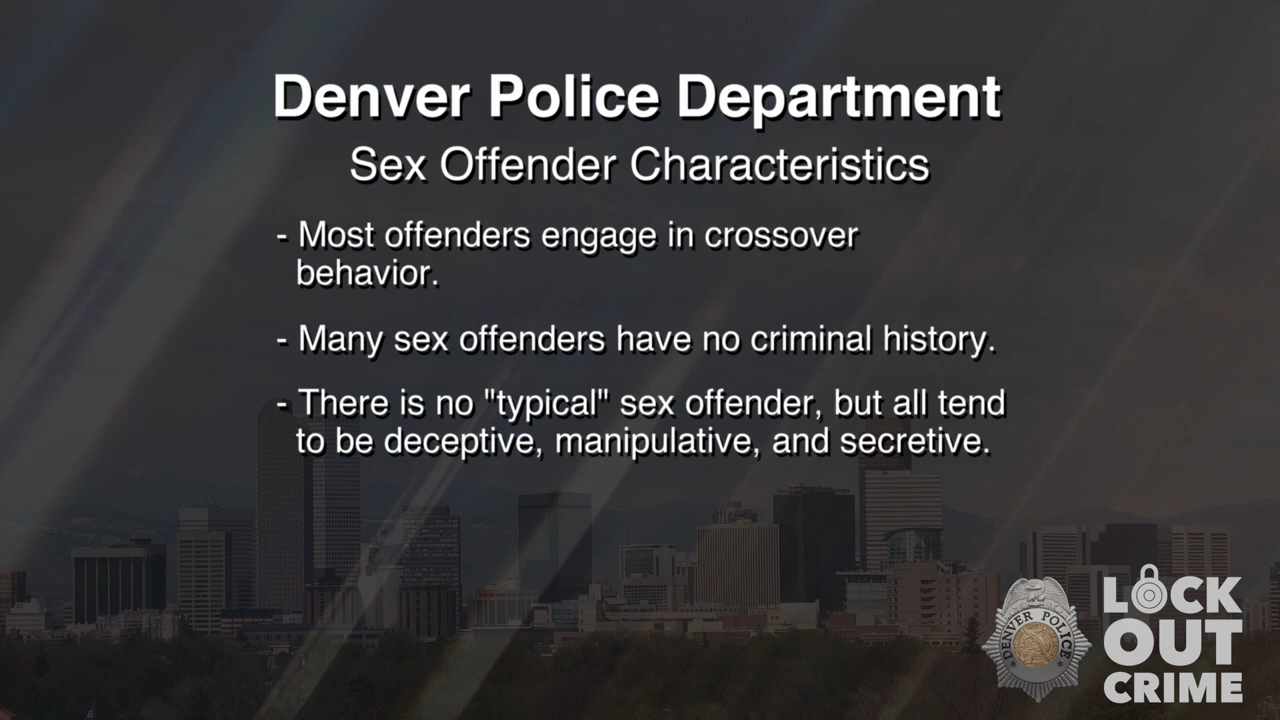 Denver Police Department
Sex Offender Characteristics
- Most offenders engage in crossover
behavior.
- Many sex offenders have no criminal history.
- There is no "typical" sex offender, but all tend
to be deceptive, manipulative, and secretive.
DENVER POLICE
LOCK
OUT
CRIME